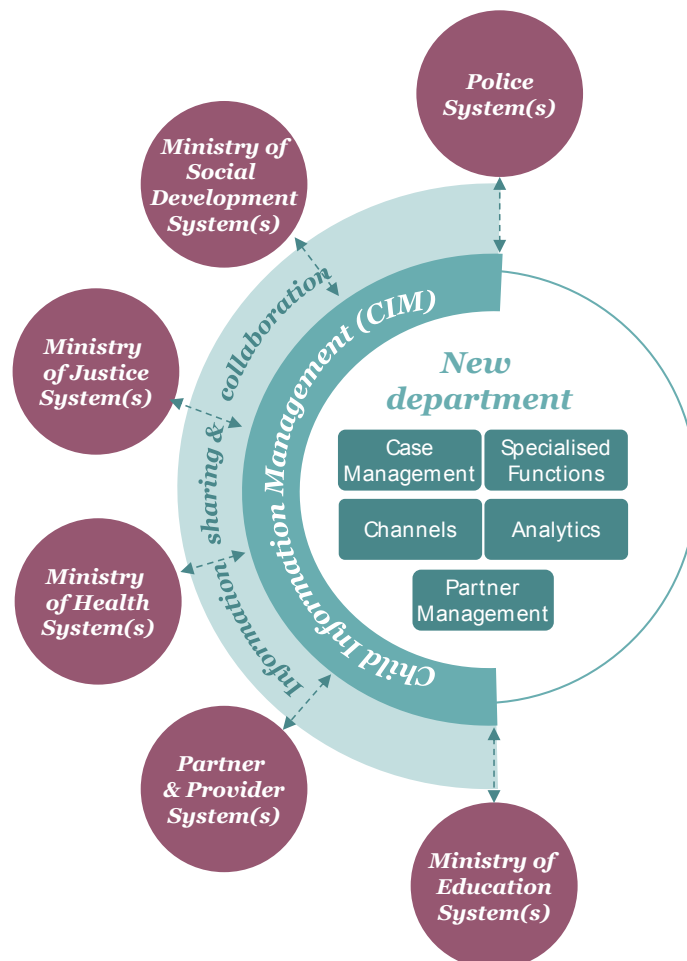 Police
System(s)
Ministry of
Social
Development
System(s)
Ministry
of Justice
System(s)
Ministry
of Health
System(s)
Partner
& Provider
System(s)
Ministry of
Education
System(s)
Information sharing & collaboration
Child Information Management (CIM)
New
department
Case
Management
Specialised
Functions
Channels
Analytics
Partner
Management